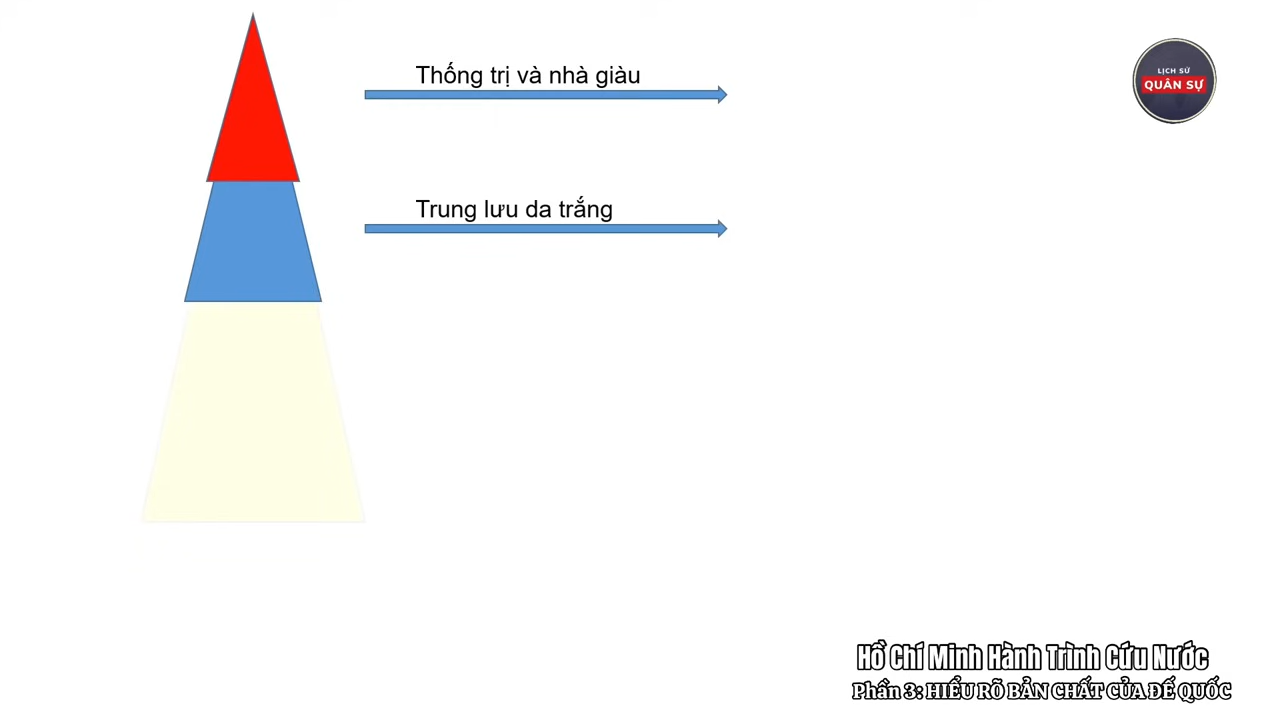 Thống trị và nhà giàu
LỊCH SỬ
QUÂN SỰ
Trung lưu da trắng
Hồ Chí Minh Hành Trình Cứu Nước
Phần 3: HIỂU RÕ BẢN CHẤT CỦA ĐẾ QUỐC